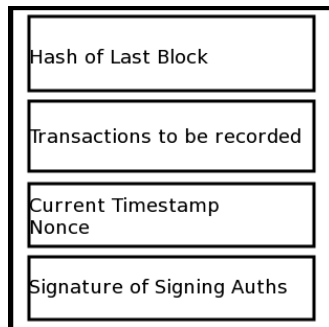 Hash of Last Block
Transactions to be recorded
Current Timestamp
Nonce
Signature of Signing Auths